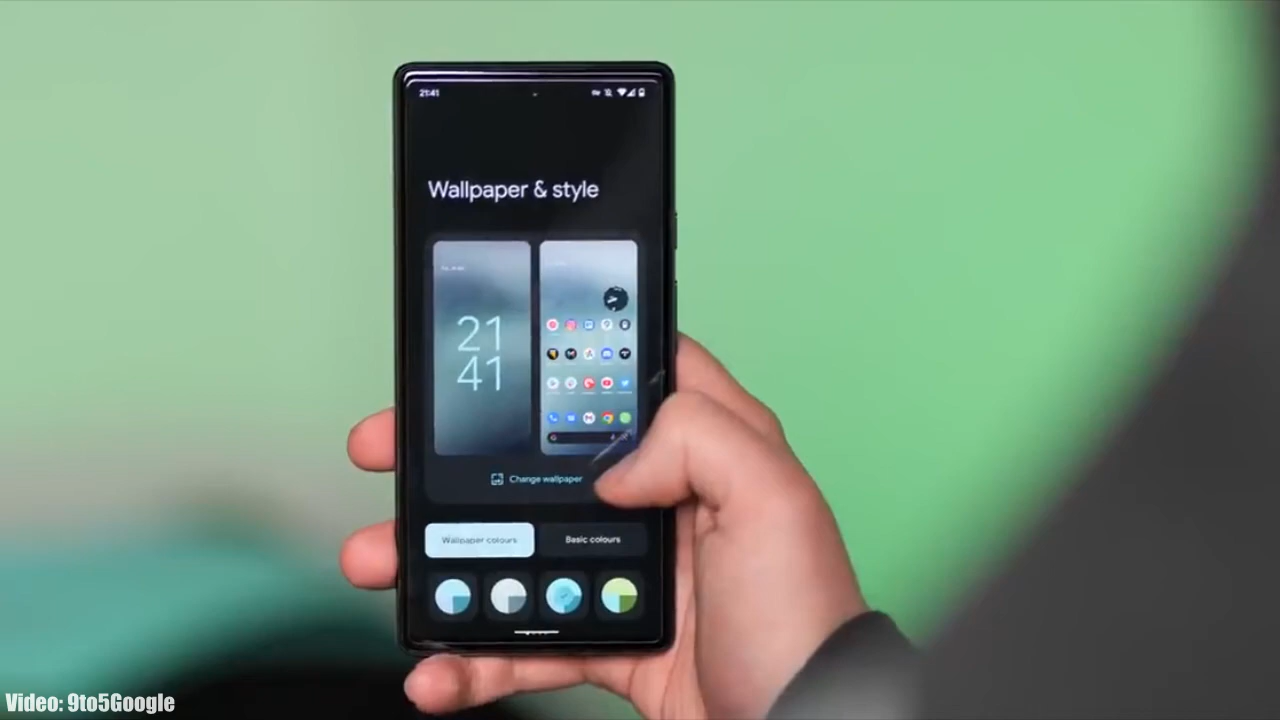 21:41
Wallpaper & style
21
41
Change wallpaper
Wallpaper colours
Basic colours
Video: 9to5Google